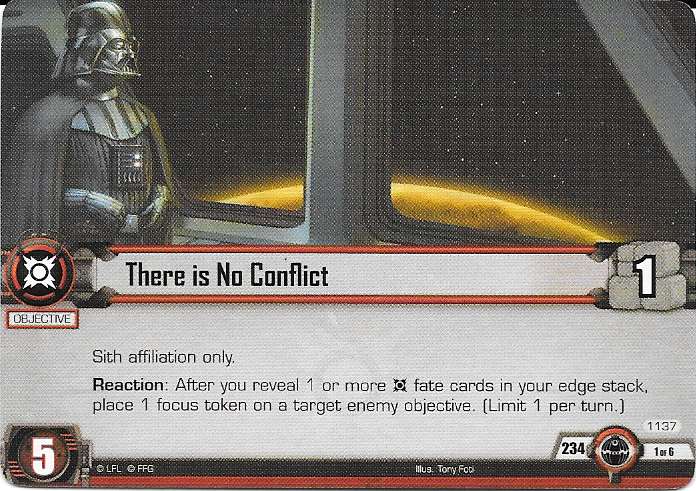 There is No Conflict
1
OBJECTIVE
Sith affiliation only.
Reaction: After you reveal 1 or more fate cards in your edge stack,
place 1 focus token on a target enemy objective. (Limit 1 per turn.)
1137
5
234
1 OF 6
© LFL © FFG
Illus. Tony Foti